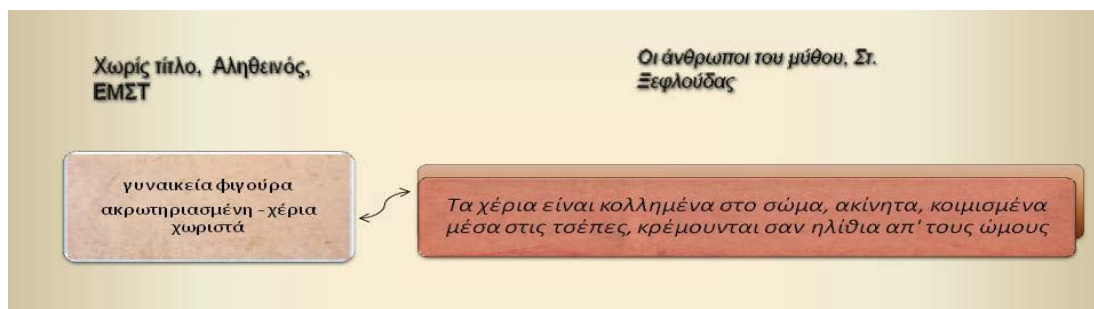 Χωρίς τίτλο, Αληθεινός,
ΕΜΣΤ
Οι άνθρωποι του μύθου, Στ.
Ξεφλούδας
γυναικεία φιγούρα
ακρωτηριασμένη - χέρια
χωριστά
Τα χέρια είναι κολλημένα στο σώμα, ακίνητα, κοιμισμένα
μέσα στις τσέπες, κρέμουνται σαν ηλίθια απ' τους ώμους